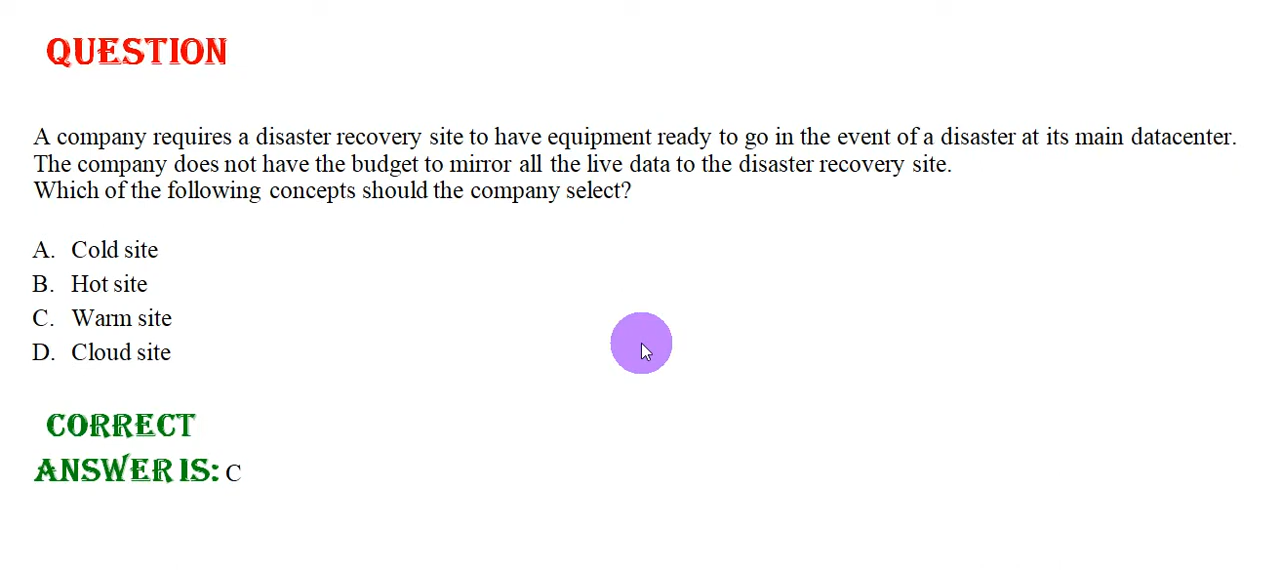 QUESTION
A company requires a disaster recovery site to have equipment ready to go in the event of a disaster at its main datacenter.
The company does not have the budget to mirror all the live data to the disaster recovery site.
Which of the following concepts should the company select?
A. Cold site
B. Hot site
C. Warm site
D. Cloud site
CORRECT
ANSWER IS: C